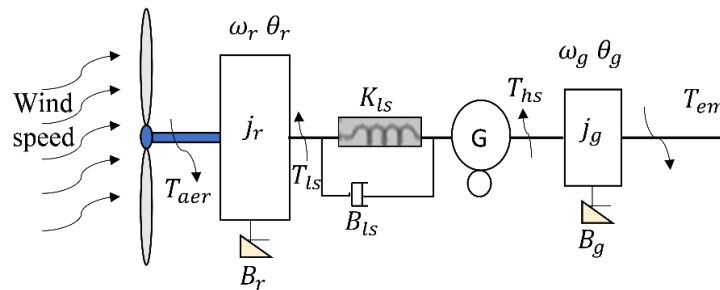 ω_r θ_r
ω_g θ_g
K_ls
T_hs
T_em
Wind
speed
j_r
G
j_g
T_aer
T_ls
B_ls
B_r
B_g